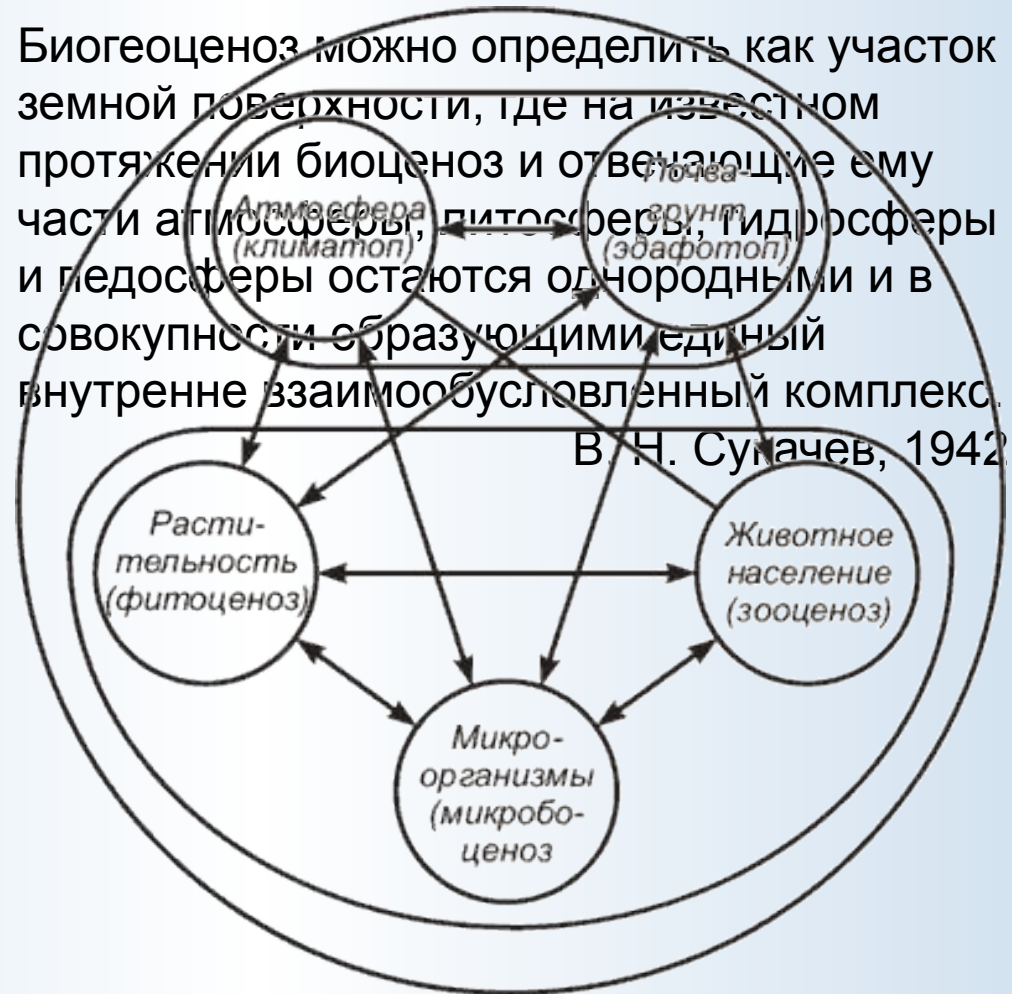 Биогеоценоз можно определить как участок
земной поверхности, где на известном
протяжении биоценоз и отвечающие ему
части атмосферы, литосферы, гидросферы
и педосферы остаются однородными и в
совокупности образующими единый
внутренне взаимообусловленный комплекс.
В. Н. Сукачев, 1942
Атмосфера
(климатоп)
Почва-
грунт
(эдафотоп)
Расти-
тельность
(фитоценоз)
Животное
население
(зооценоз)
Микро-
организмы
(микробо-
ценоз